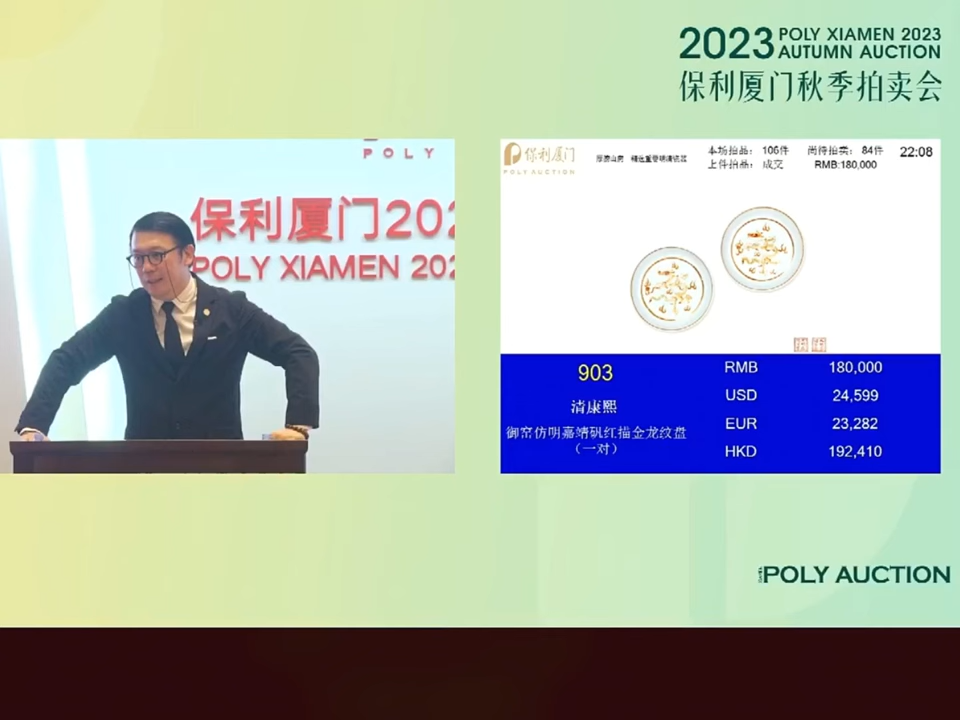 2023 POLY XIAMEN 2023
AUTUMN AUCTION
保利厦门秋季拍卖会
POLY
保利厦门202
POLY XIAMEN 202
保利厦门
POLY AUCTION
本场拍品: 106件 尚待拍卖: 84件 22:08
上件拍品: 成交 RMB:180,000
903
清康熙
御窑仿明嘉靖矾红描金龙纹盘
(一对)
RMB 180,000
USD 24,599
EUR 23,282
HKD 192,410
POLY AUCTION